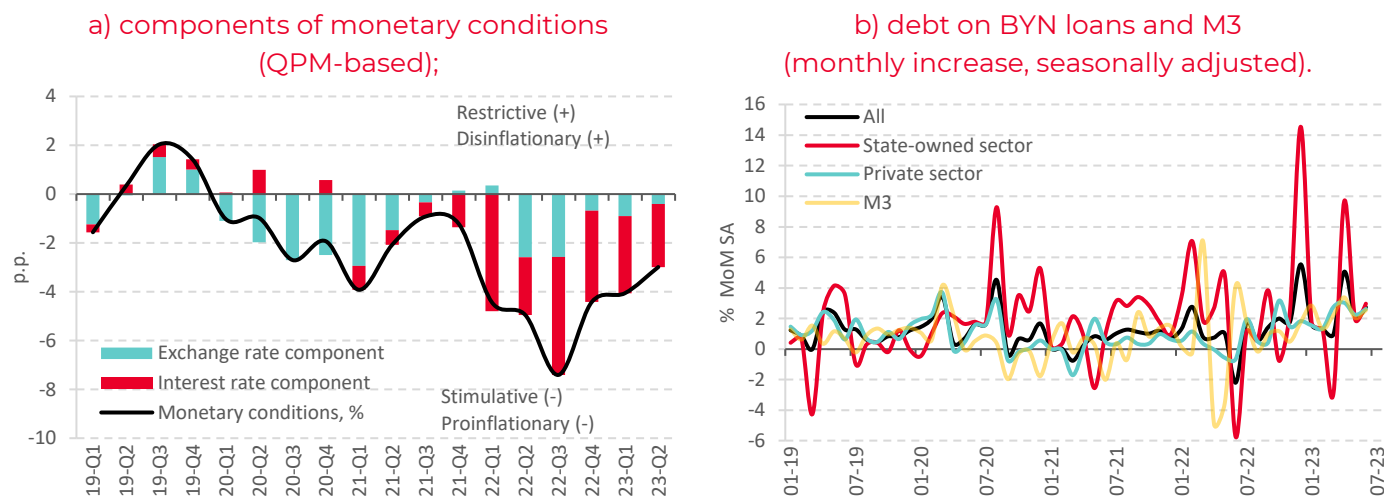 a) components of monetary conditions
(QPM-based);
4
2
0
-2
-4
-6
-8
-10
p.p.
Restrictive (+)
Disinflationary (+)
Exchange rate component
Interest rate component
Monetary conditions, %
Stimulative (-)
Proinflationary (-)
19-Q1
19-Q2
19-Q3
19-Q4
20-Q1
20-Q2
20-Q3
20-Q4
21-Q1
21-Q2
21-Q3
21-Q4
22-Q1
22-Q2
22-Q3
22-Q4
23-Q1
23-Q2
b) debt on BYN loans and M3
(monthly increase, seasonally adjusted).
16
14
12
10
8
6
4
2
0
-2
-4
-6
% MoM SA
All
State-owned sector
Private sector
M3
01-19
07-19
01-20
07-20
01-21
07-21
01-22
07-22
01-23
07-23